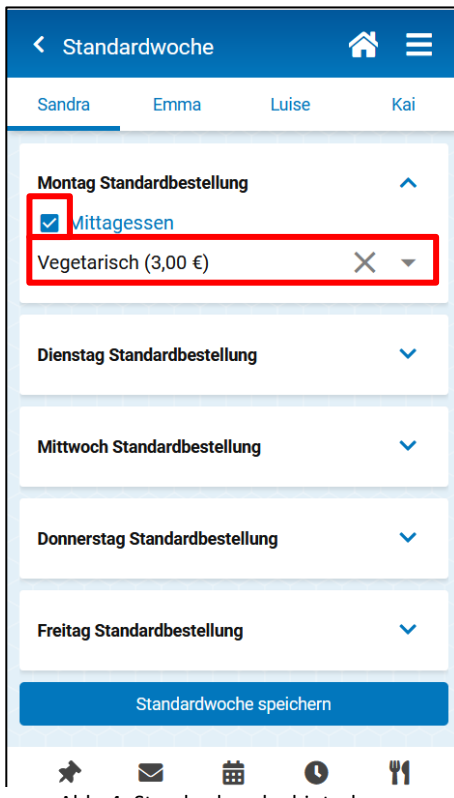 Standardwoche
Sandra Emma Luise Kai
Montag Standardbestellung
Mittagessen
Vegetarisch (3,00 €)
Dienstag Standardbestellung
Mittwoch Standardbestellung
Donnerstag Standardbestellung
Freitag Standardbestellung
Standardwoche speichern